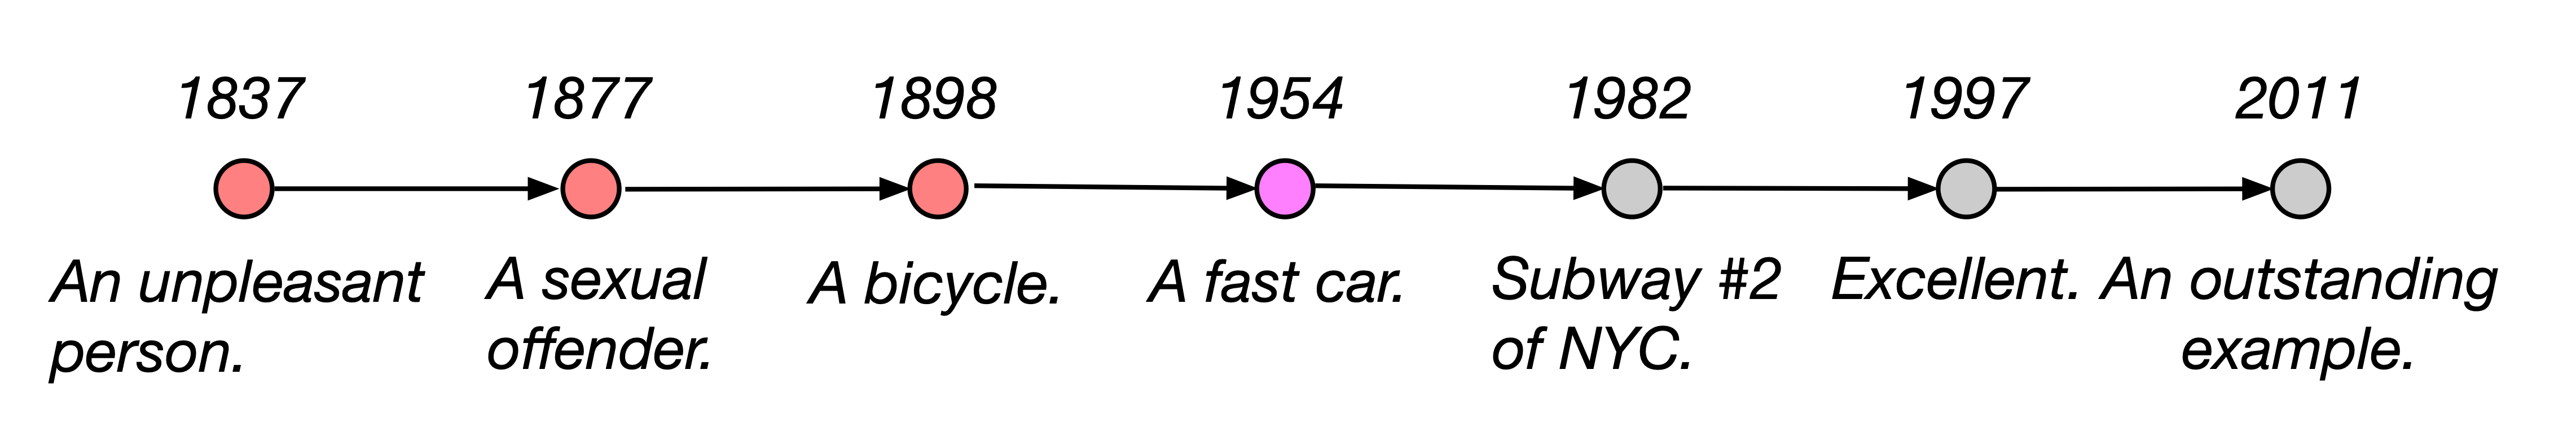 1837 1877 1898 1954 1982 1997 2011
An unpleasant person.
A sexual offender.
A bicycle.
A fast car.
Subway #2 of NYC.
Excellent.
An outstanding example.